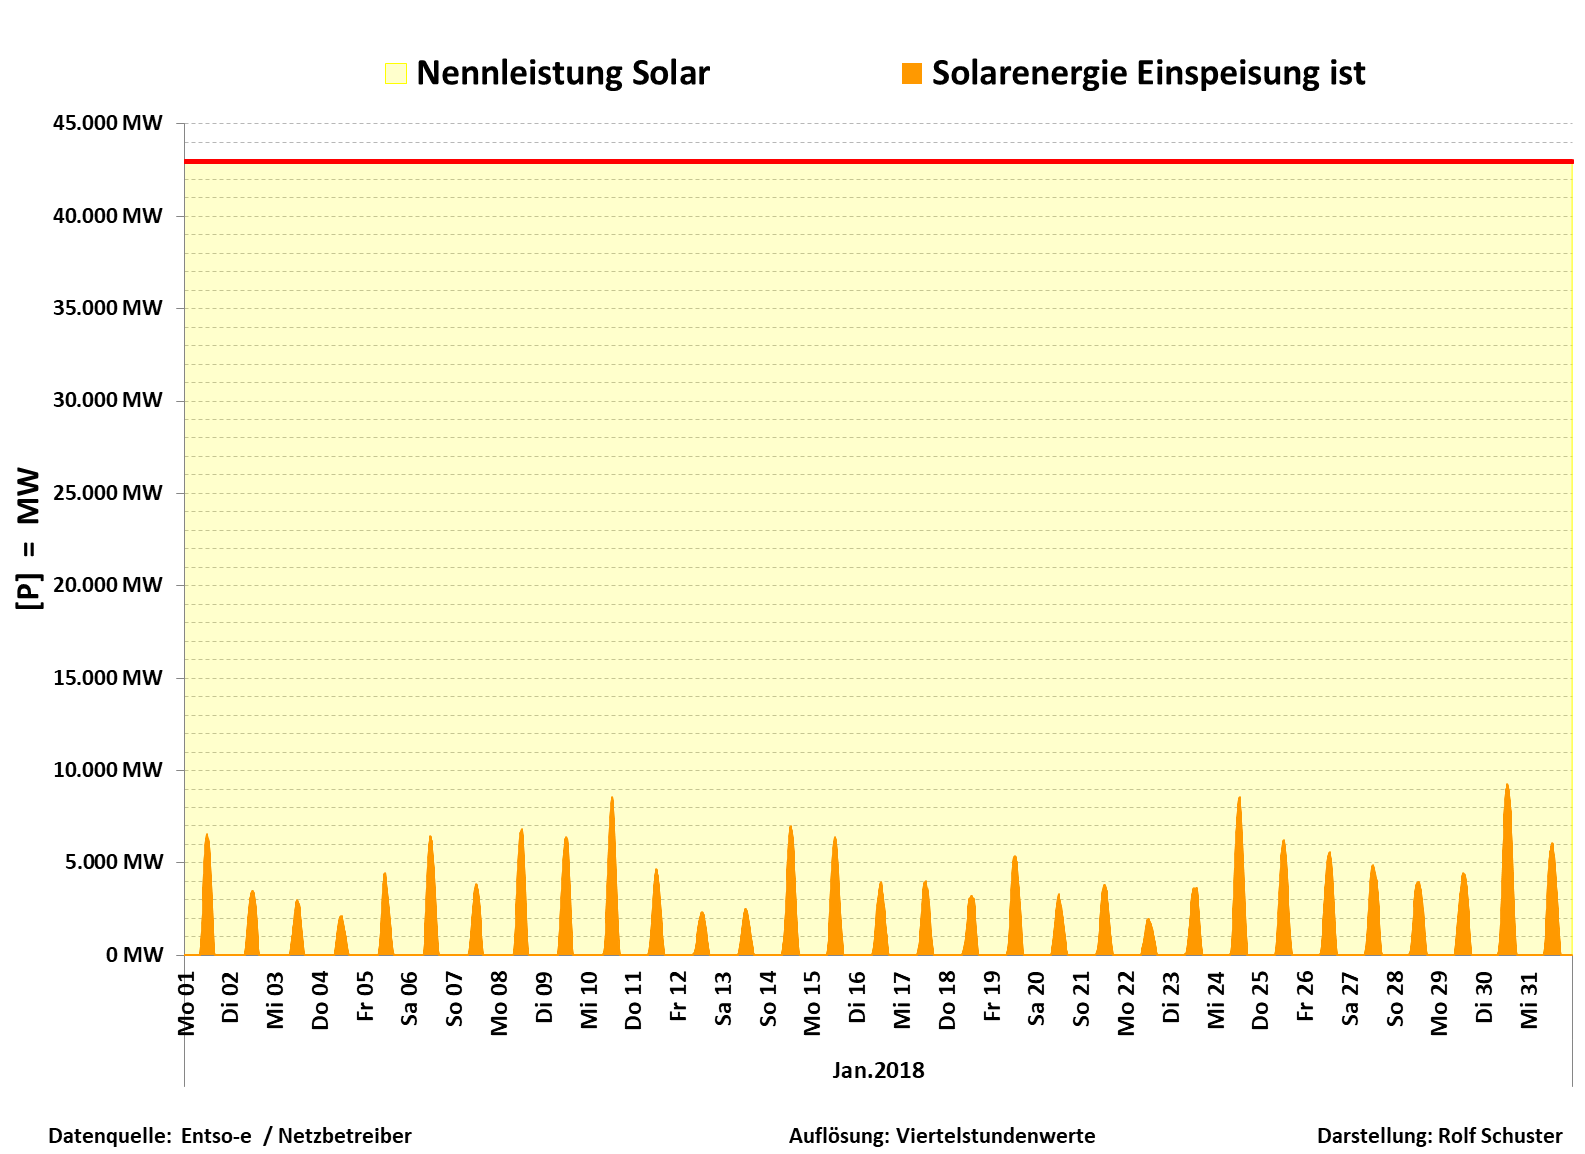 Nennleistung Solar
Solarenergie Einspeisung ist
45.000 MW
40.000 MW
35.000 MW
30.000 MW
25.000 MW
20.000 MW
15.000 MW
10.000 MW
5.000 MW
0 MW
[P] = MW
Mo 01
Di 02
Mi 03
Do 04
Fr 05
Sa 06
So 07
Mo 08
Di 09
Mi 10
Do 11
Fr 12
Sa 13
So 14
Mo 15
Di 16
Mi 17
Do 18
Fr 19
Sa 20
So 21
Mo 22
Di 23
Mi 24
Do 25
Fr 26
Sa 27
So 28
Mo 29
Di 30
Mi 31
Jan.2018
Datenquelle: Entso-e / Netzbetreiber
Auflösung: Viertelstundenwerte
Darstellung: Rolf Schuster